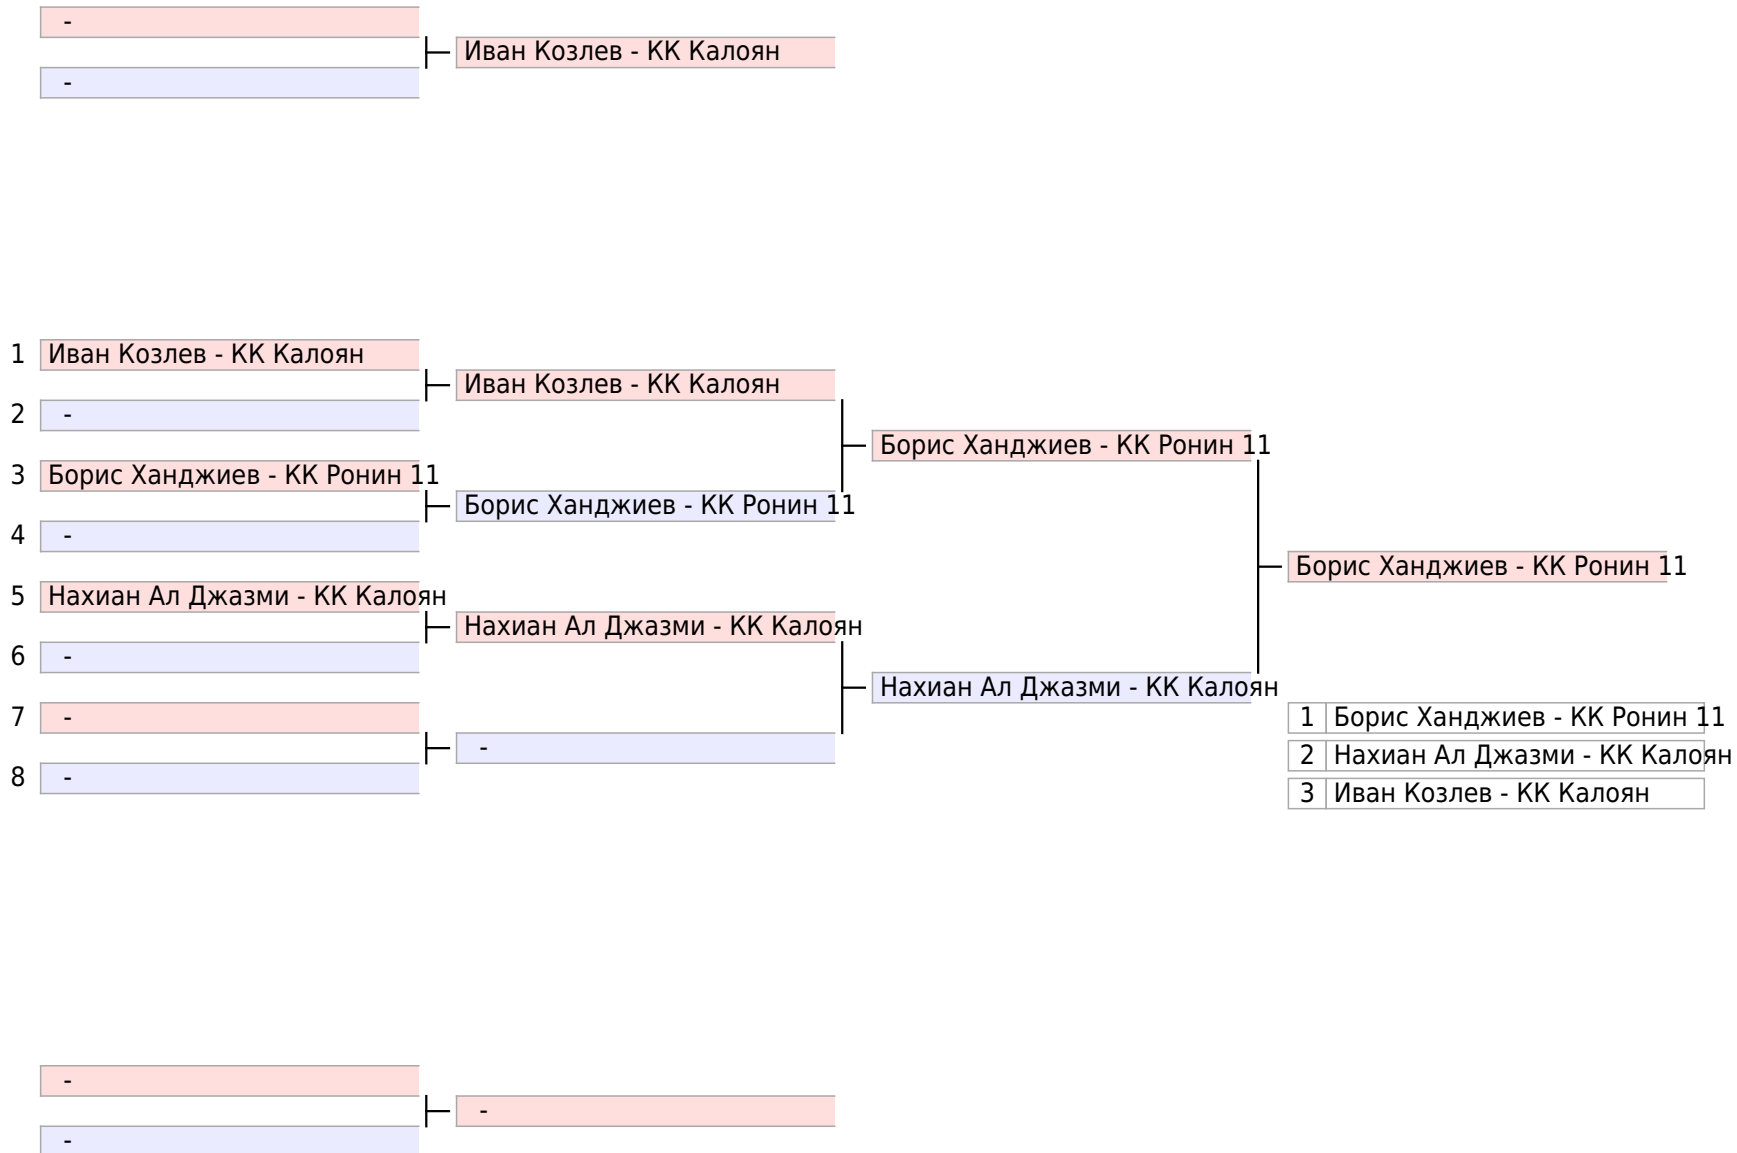 -
Иван Козлев - КК Калоян
-
1 Иван Козлев - КК Калоян
Иван Козлев - КК Калоян
2 -
Борис Ханджиев - КК Ронин 11
3 Борис Ханджиев - КК Ронин 11
Борис Ханджиев - КК Ронин 11
4 -
Борис Ханджиев - КК Ронин 11
5 Нахиан Ал Джазми - КК Калоян
Нахиан Ал Джазми - КК Калоян
6 -
Нахиан Ал Джазми - КК Калоян
7 -
-
8 -
1 Борис Ханджиев - КК Ронин 11
2 Нахиан Ал Джазми - КК Калоян
3 Иван Козлев - КК Калоян
-
-
-